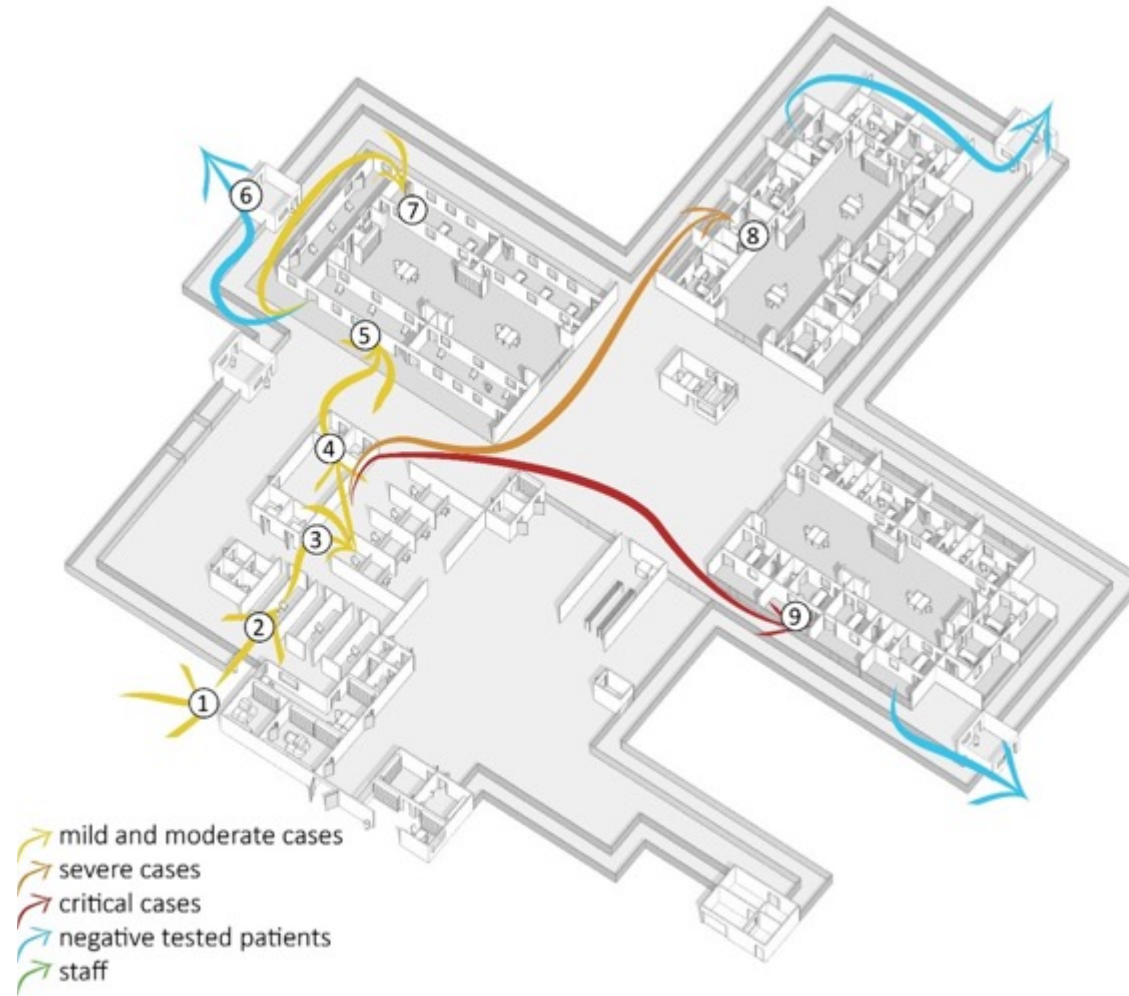 6
7
8
5
4
3
9
2
1
mild and moderate cases
severe cases
critical cases
negative tested patients
staff